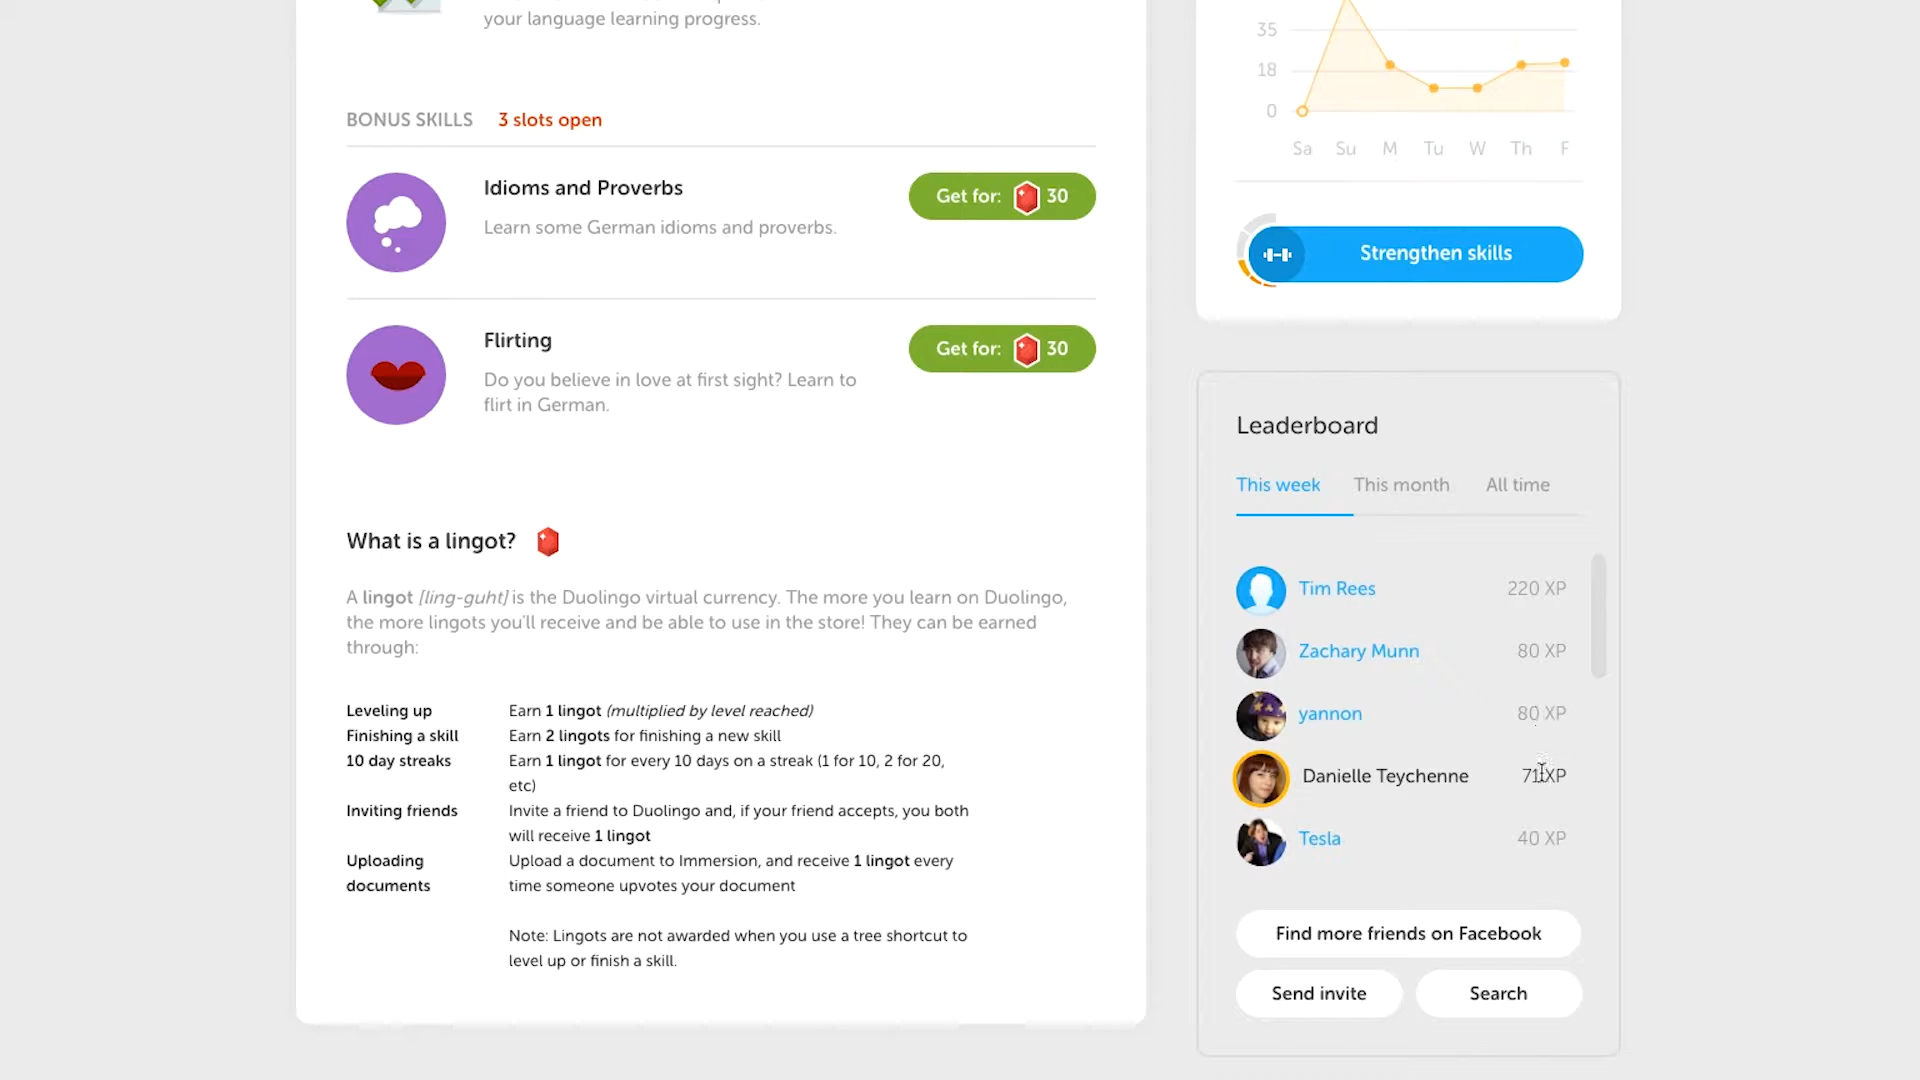 your language learning progress.
BONUS SKILLS 3 slots open
Idioms and Proverbs
Learn some German idioms and proverbs.
Get for: 30
Flirting
Do you believe in love at first sight? Learn to
flirt in German.
Get for: 30
What is a lingot?
A lingot [ling-guht] is the Duolingo virtual currency. The more you learn on Duolingo,
the more lingots you'll receive and be able to use in the store! They can be earned
through:
Leveling up Earn 1 lingot (multiplied by level reached)
Finishing a skill Earn 2 lingots for finishing a new skill
10 day streaks Earn 1 lingot for every 10 days on a streak (1 for 10, 2 for 20,
etc)
Inviting friends Invite a friend to Duolingo and, if your friend accepts, you both
will receive 1 lingot
Uploading Upload a document to Immersion, and receive 1 lingot every
documents time someone upvotes your document
Note: Lingots are not awarded when you use a tree shortcut to
level up or finish a skill.
35
18
0
Sa Su M Tu W Th F
Strengthen skills
Leaderboard
This week This month All time
Tim Rees 220 XP
Zachary Munn 80 XP
yannon 80 XP
Danielle Teychenne 71 XP
Tesla 40 XP
Find more friends on Facebook
Send invite Search